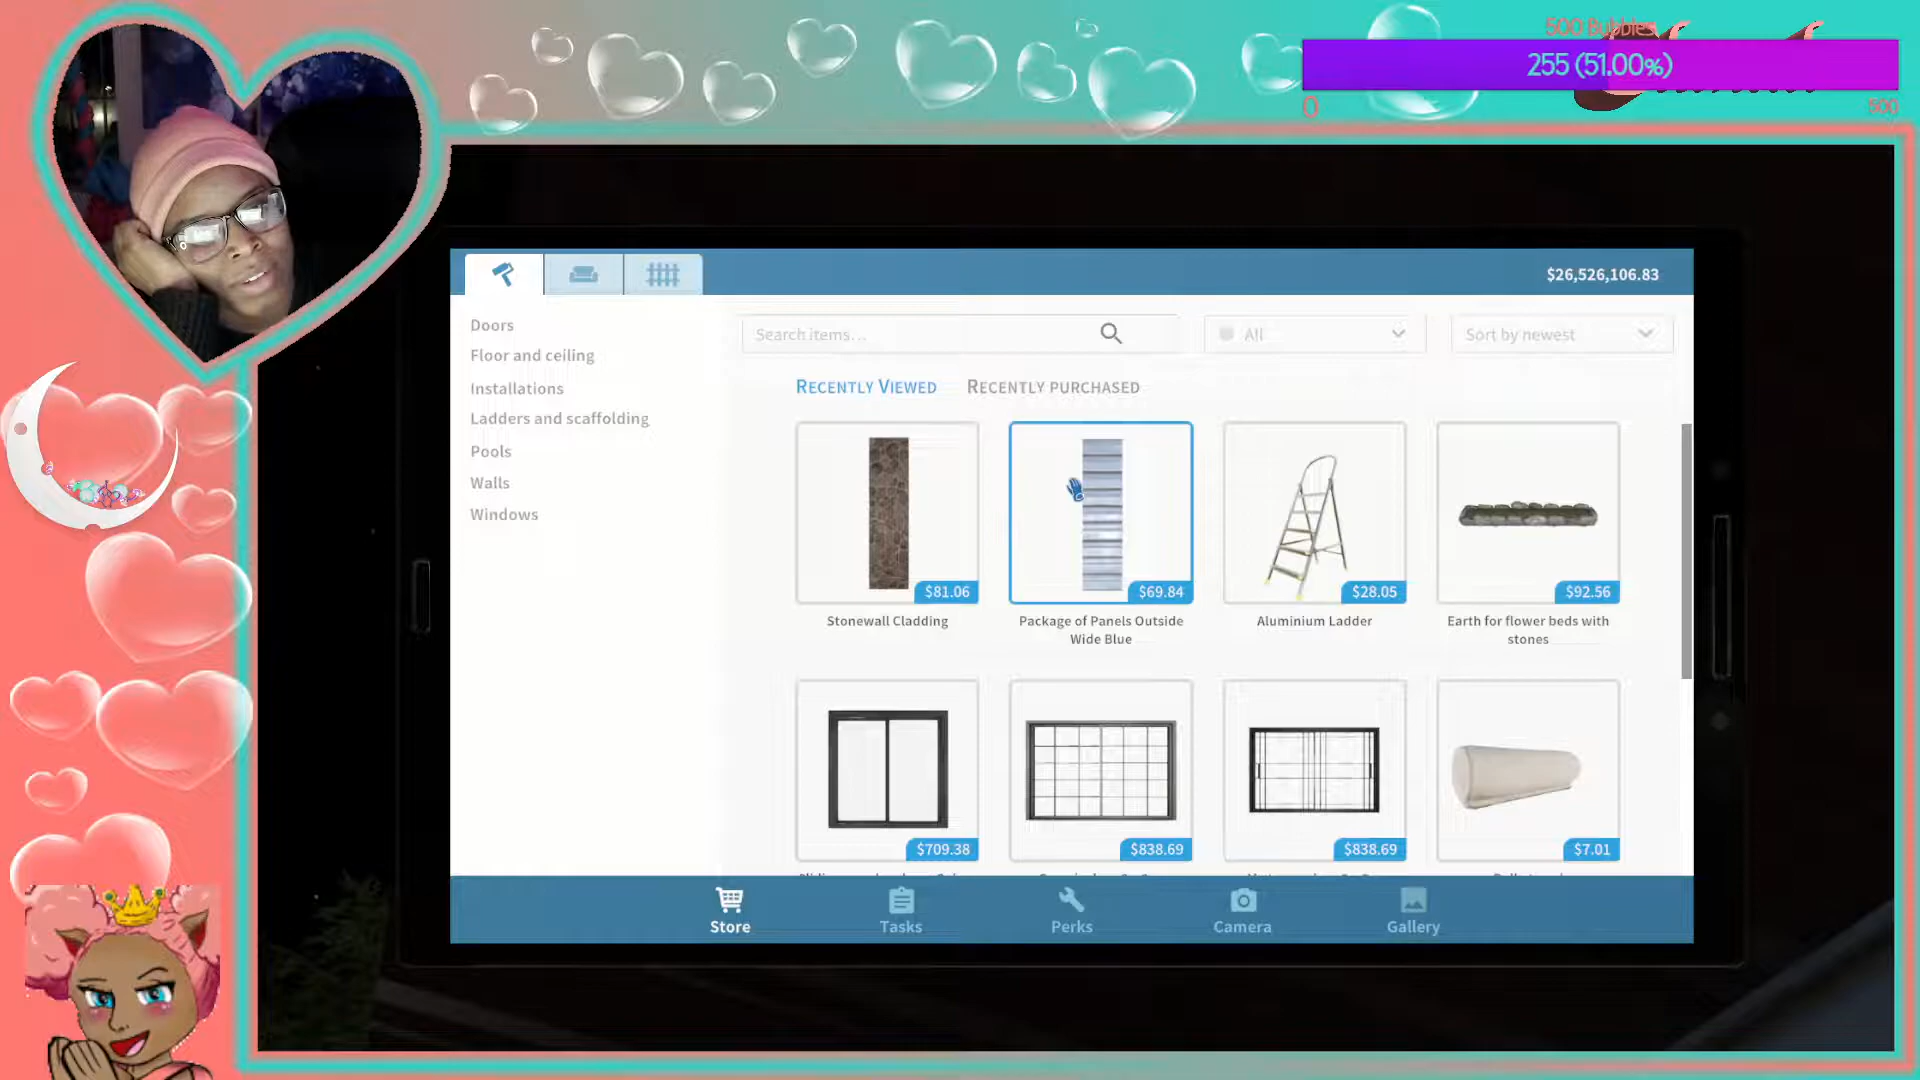 500 Bubbles
255 (51.00%)
0
500
$26,526,106.83
Doors
Floor and ceiling
Installations
Ladders and scaffolding
Pools
Walls
Windows
Search items...
All
Sort by newest
RECENTLY VIEWED
RECENTLY PURCHASED
$81.06
$69.84
$28.05
$92.56
Stonewall Cladding
Package of Panels Outside
Wide Blue
Aluminium Ladder
Earth for flower beds with
stones
$709.38
$838.69
$838.69
$7.01
Store
Tasks
Perks
Camera
Gallery